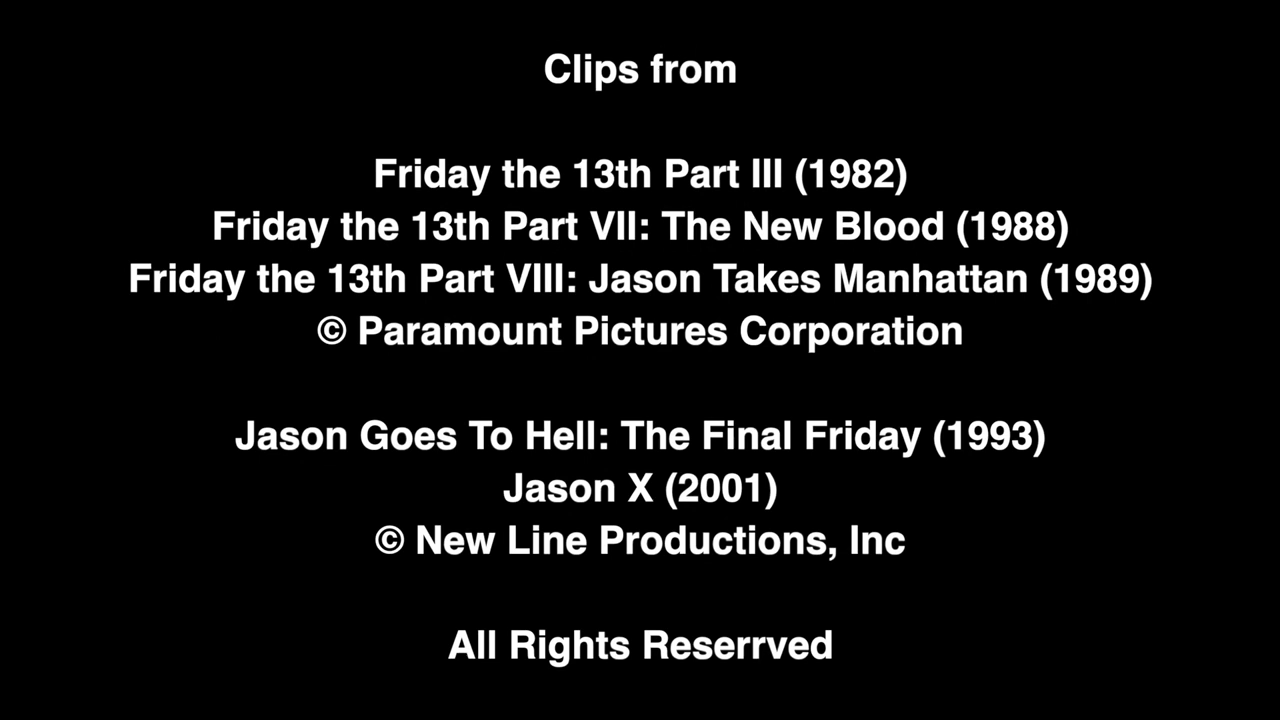 Clips from
Friday the 13th Part III (1982)
Friday the 13th Part VII: The New Blood (1988)
Friday the 13th Part VIII: Jason Takes Manhattan (1989)
© Paramount Pictures Corporation
Jason Goes To Hell: The Final Friday (1993)
Jason X (2001)
© New Line Productions, Inc
All Rights Reserrved